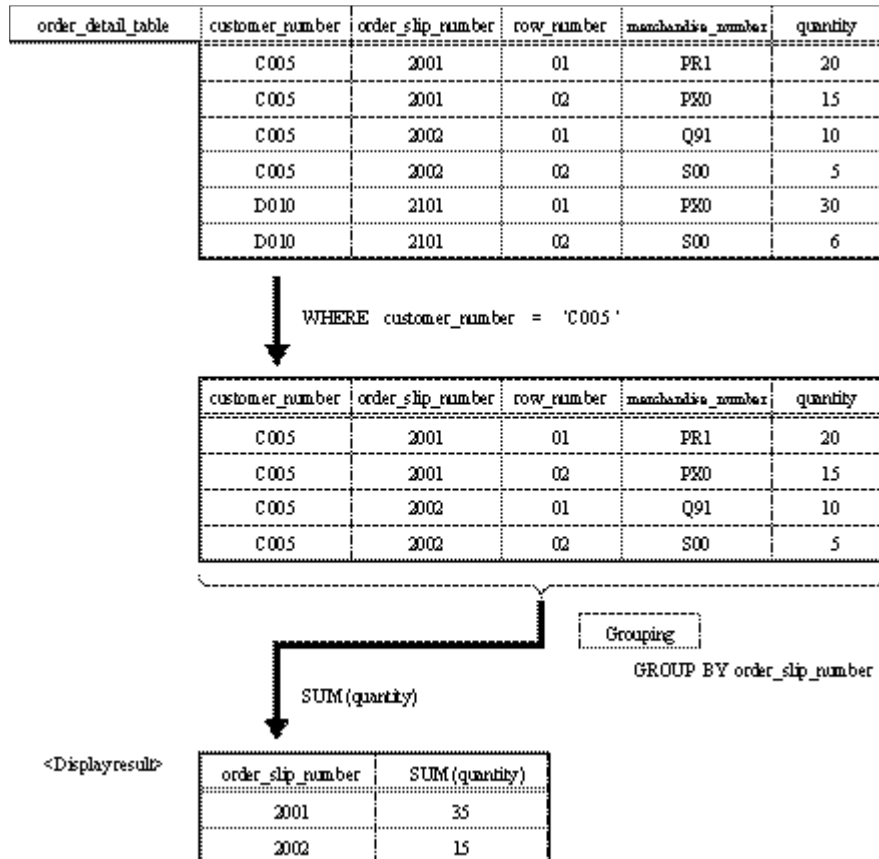 order_detail_table customer_number order_slip_number row_number merchandise_number quantity
C005 2001 01 PR1 20
C005 2001 02 PX0 15
C005 2002 01 Q91 10
C005 2002 02 S00 5
D010 2101 01 PX0 30
D010 2101 02 S00 6
WHERE customer_number = 'C005'
customer_number order_slip_number row_number merchandise_number quantity
C005 2001 01 PR1 20
C005 2001 02 PX0 15
C005 2002 01 Q91 10
C005 2002 02 S00 5
Grouping
GROUP BY order_slip_number
SUM(quantity)
<Displayresult>
order_slip_number SUM(quantity)
2001 35
2002 15